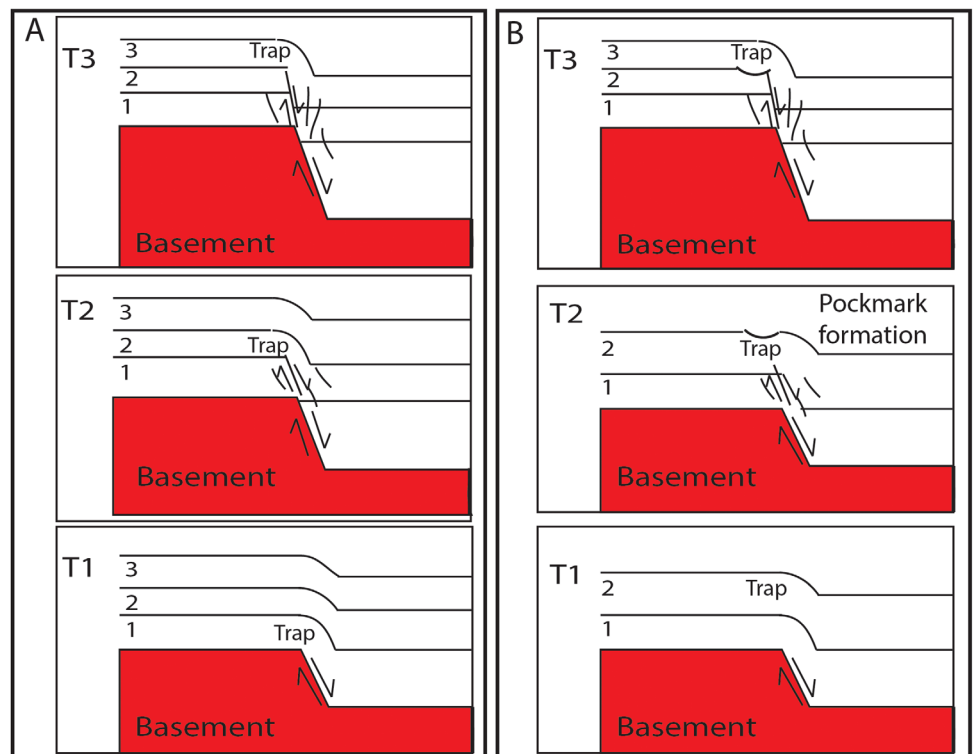 A
T3
3
Trap
2
1
Basement
T2
3
2
Trap
1
Basement
T1
3
2
1
Trap
Basement
B
T3
3
Trap
2
1
Basement
T2
Pockmark
formation
2
Trap
1
Basement
T1
2
Trap
1
Basement